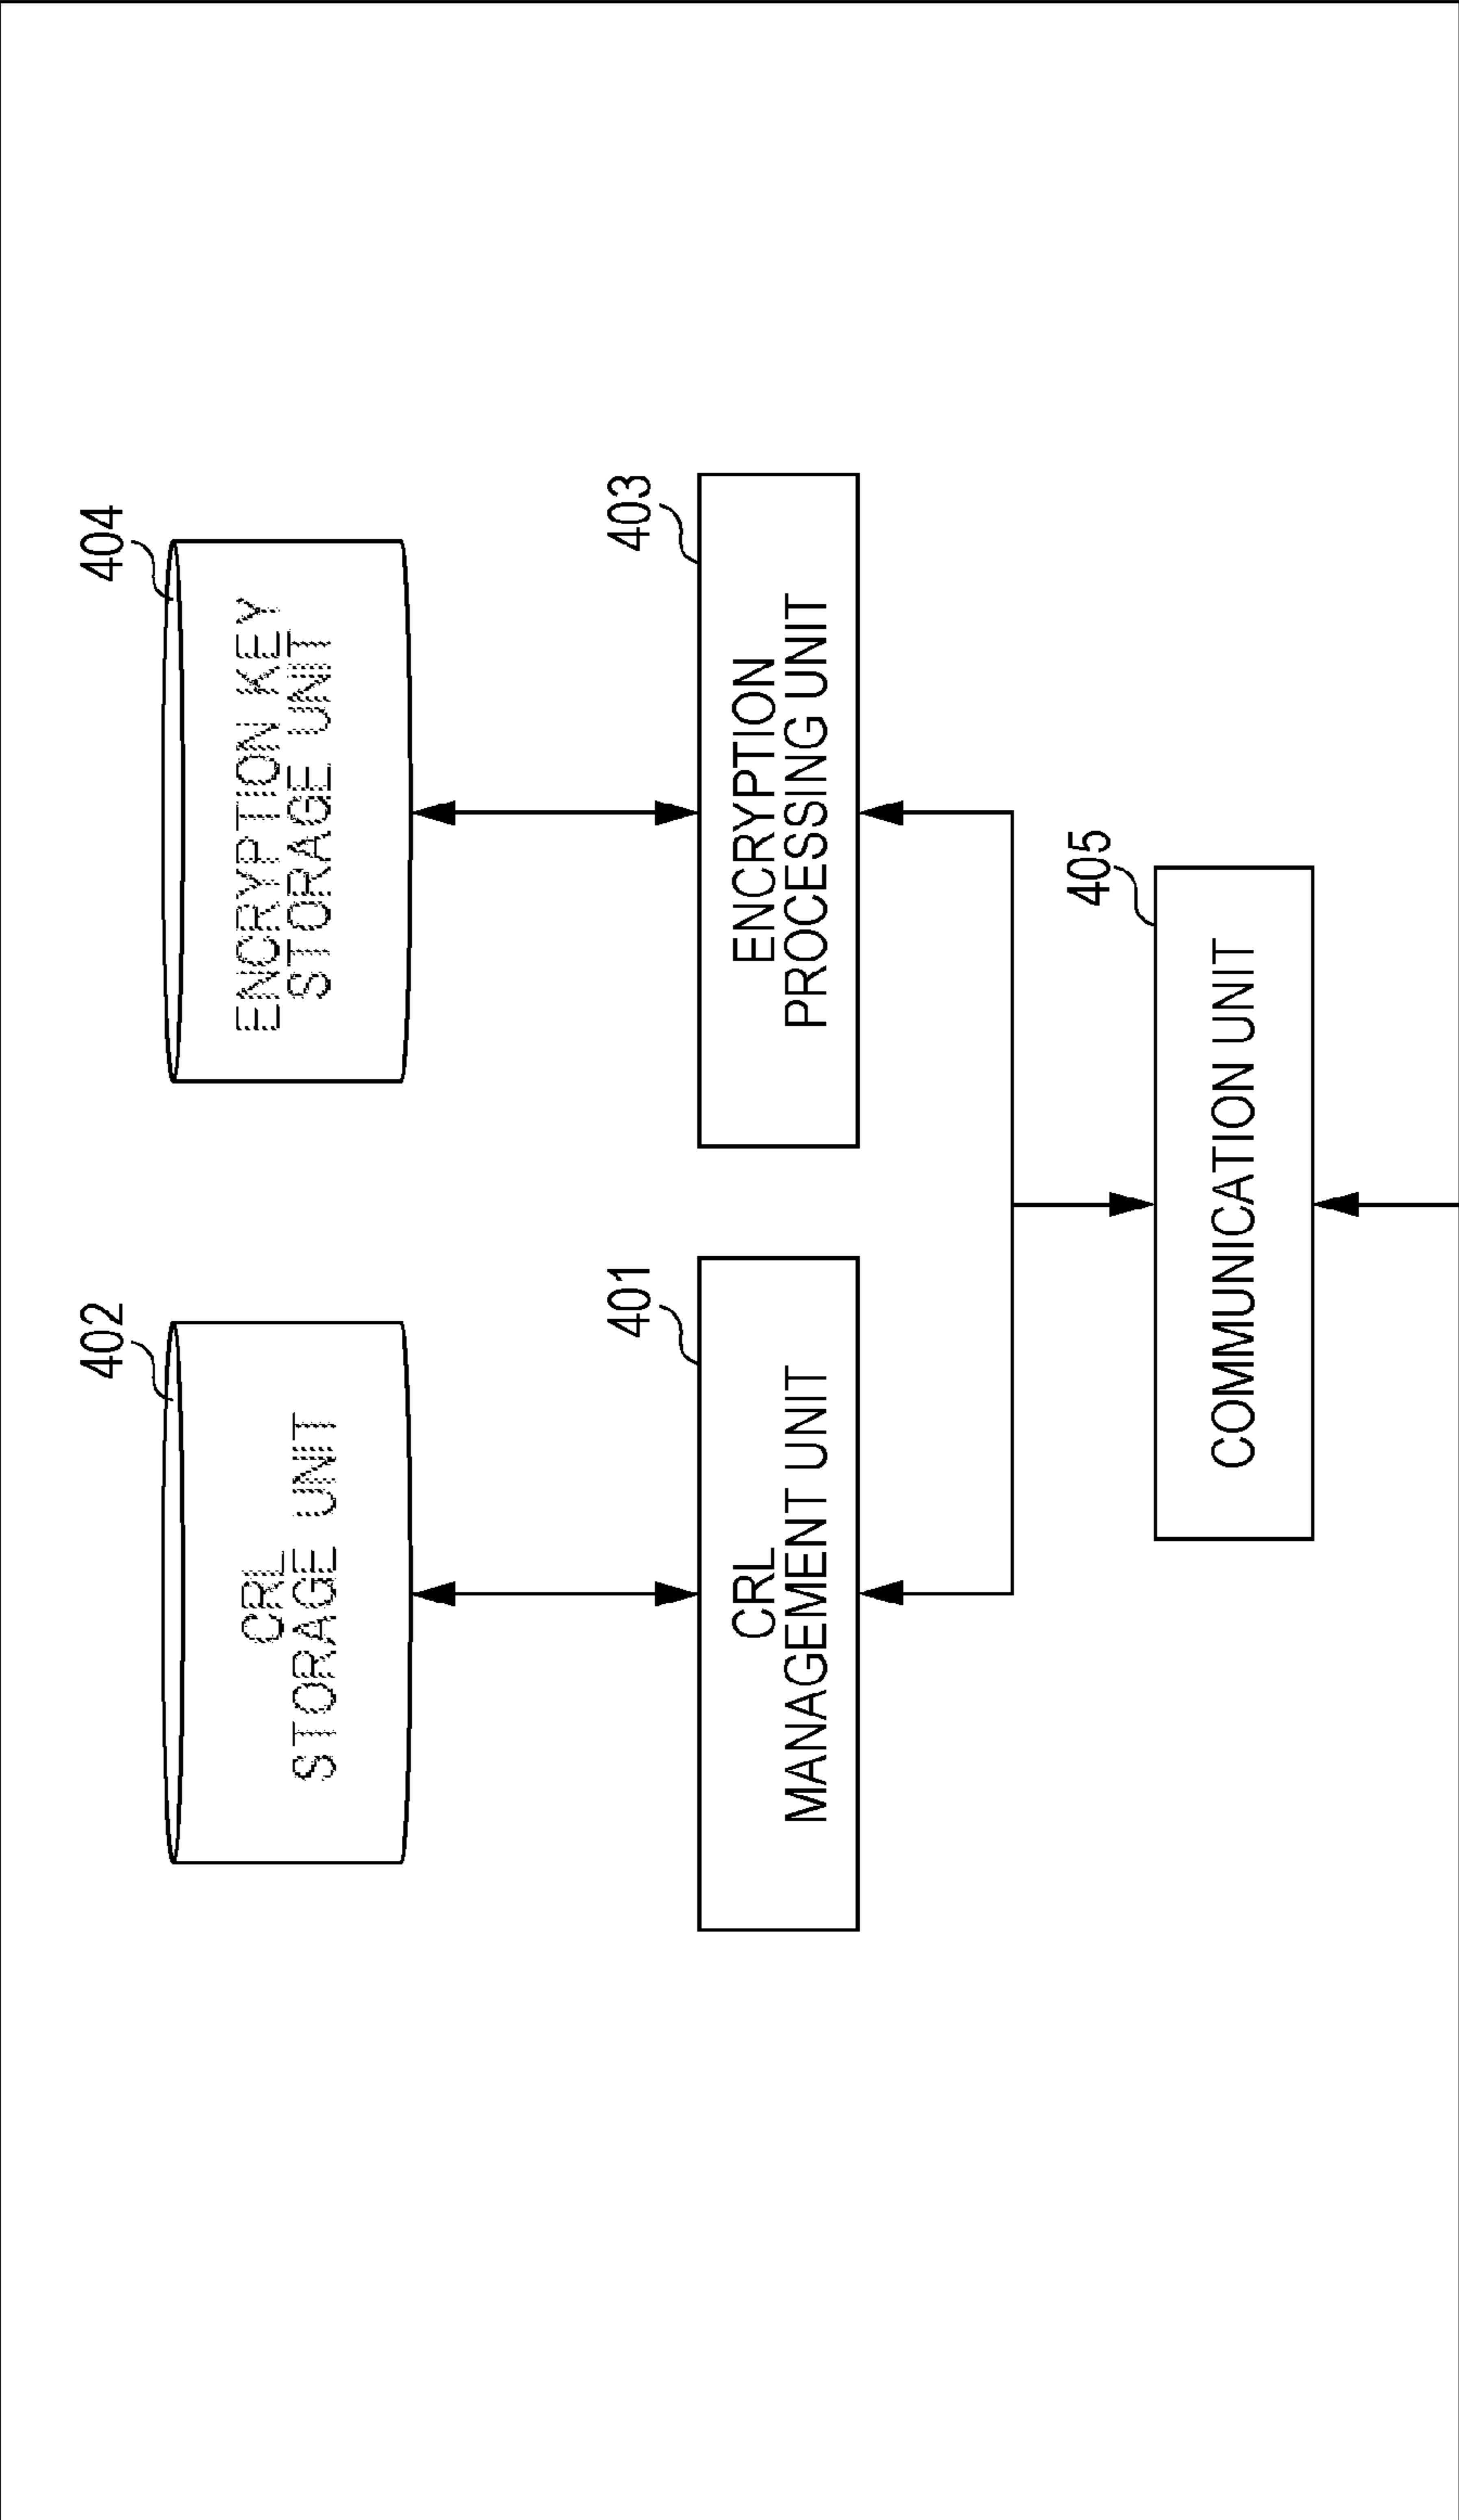 402
CRL
STORAGE UNIT
404
ENCRYPTION KEY
STORAGE UNIT
401
CRL
MANAGEMENT UNIT
403
ENCRYPTION
PROCESSING UNIT
405
COMMUNICATION UNIT